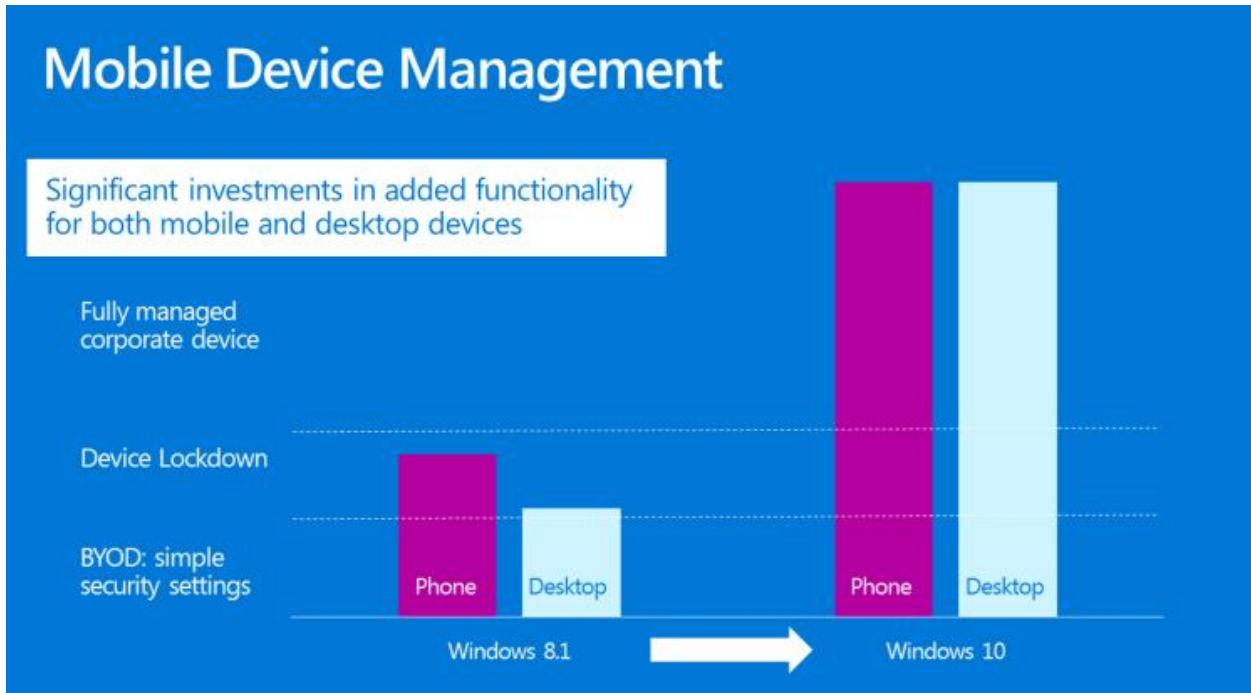 Mobile Device Management
Significant investments in added functionality
for both mobile and desktop devices
Fully managed
corporate device
Device Lockdown
BYOD: simple
security settings
Phone
Desktop
Phone
Desktop
Windows 8.1
Windows 10